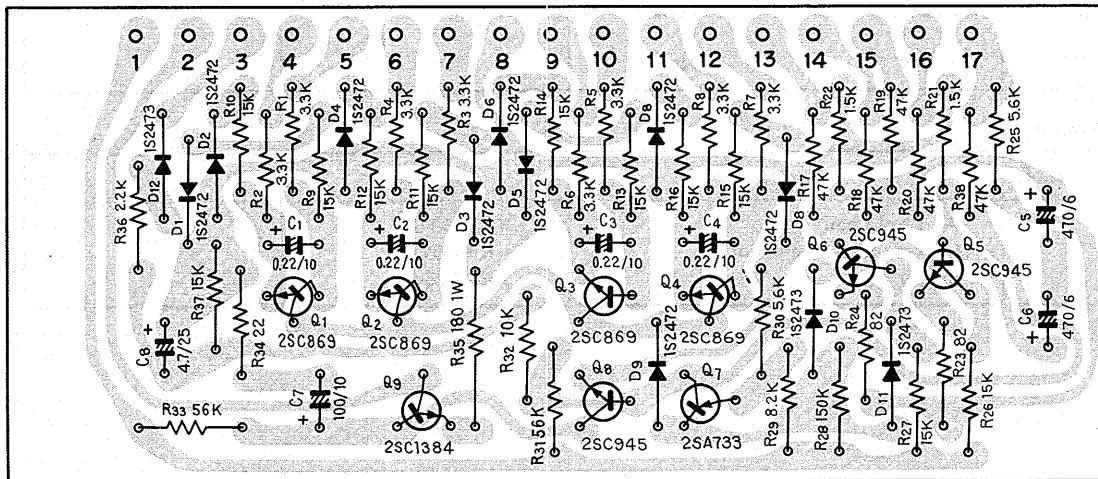 1 2 3 4 5 6 7 8 9 10 11 12 13 14 15 16 17
R36 2.2K
D12 1S2473
D1 1S2472
D2 1S2472
R10 15K
R2 3.3K
R1 3.3K
R9 15K
D4 1S2472
R12 15K
R4 3.3K
R11 15K
R3 3.3K
D3 1S2472
D6 1S2472
D5 1S2472
R14 15K
R6 3.3K
R5 3.3K
R13 15K
D8 1S2472
R16 15K
R8 3.3K
R15 15K
R7 3.3K
D8 1S2472
R17 47K
R22 1.5K
R18 47K
R19 47K
R20 47K
R21 1.5K
R38 47K
R25 5.6K
C1 + 0.22/10
C2 + 0.22/10
C3 + 0.22/10
C4 + 0.22/10
C5 + 470/6
Q6 2SC945
Q5 2SC945
R37 15K
R34 22
Q1 2SC869
Q2 2SC869
R35 180 1W
R32 10K
Q3 2SC869
Q4 2SC869
R30 5.6K
1S2473 D10
R24 82
1S2473 D11
R23 82
C6 + 470/6
C8 + 4.7/25
R33 56K
C7 + 100/10
Q9 2SC1384
R31 56K
Q8 2SC945
D9 1S2472
Q7 2SA733
R29 8.2K
R28 150K
R27 15K
R26 15K